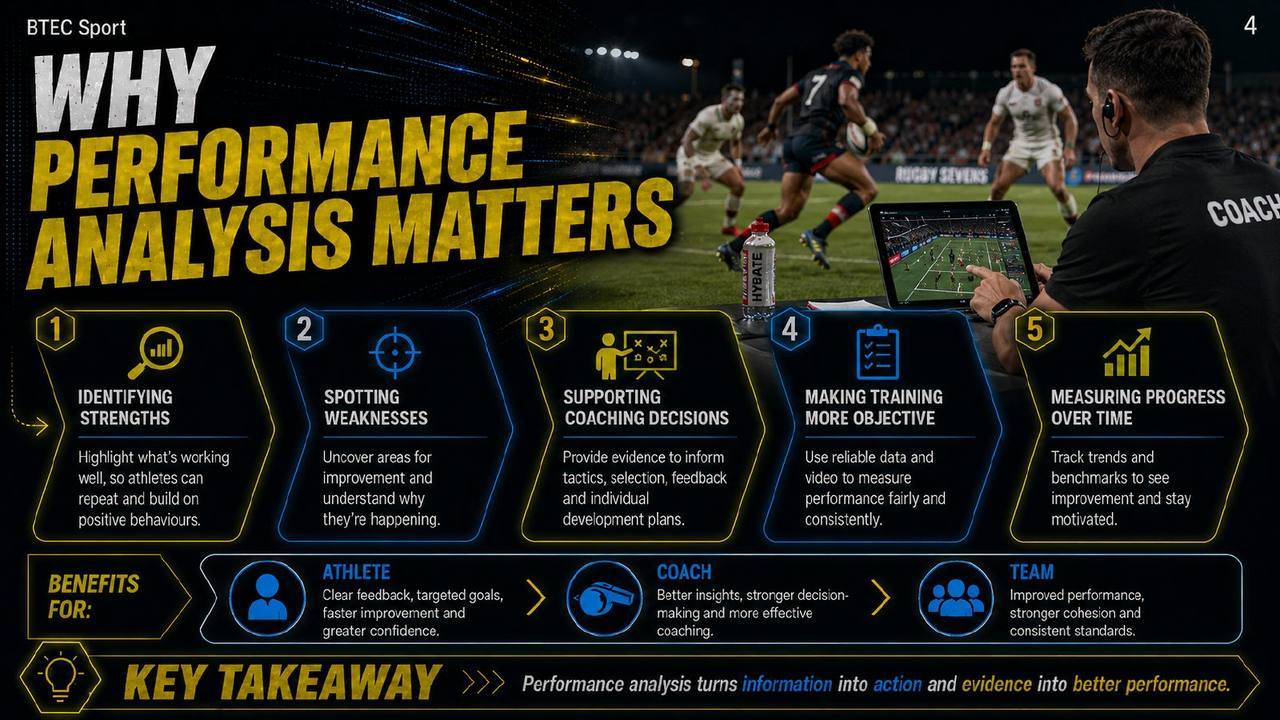 BTEC Sport
4
WHY
PERFORMANCE
ANALYSIS MATTERS
7
RUGBY SEVENS
COACH
HYBATE
1
IDENTIFYING
STRENGTHS
Highlight what's working
well, so athletes can
repeat and build on
positive behaviours.
2
SPOTTING
WEAKNESSES
Uncover areas for
improvement and
understand why
they're happening.
3
SUPPORTING
COACHING DECISIONS
Provide evidence to inform
tactics, selection, feedback
and individual
development plans.
4
MAKING TRAINING
MORE OBJECTIVE
Use reliable data and
video to measure
performance fairly and
consistently.
5
MEASURING PROGRESS
OVER TIME
Track trends and
benchmarks to see
improvement and stay
motivated.
BENEFITS
FOR:
ATHLETE
Clear feedback, targeted goals,
faster improvement and
greater confidence.
COACH
Better insights, stronger decision-
making and more effective
coaching.
TEAM
Improved performance,
stronger cohesion and
consistent standards.
KEY TAKEAWAY
Performance analysis turns information into action and evidence into better performance.